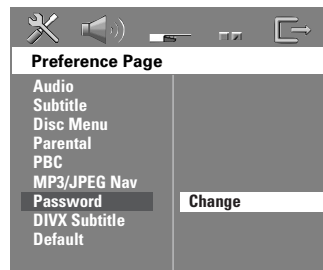 Preference Page
Audio
Subtitle
Disc Menu
Parental
PBC
MP3/JPEG Nav
Password
Change
DIVX Subtitle
Default